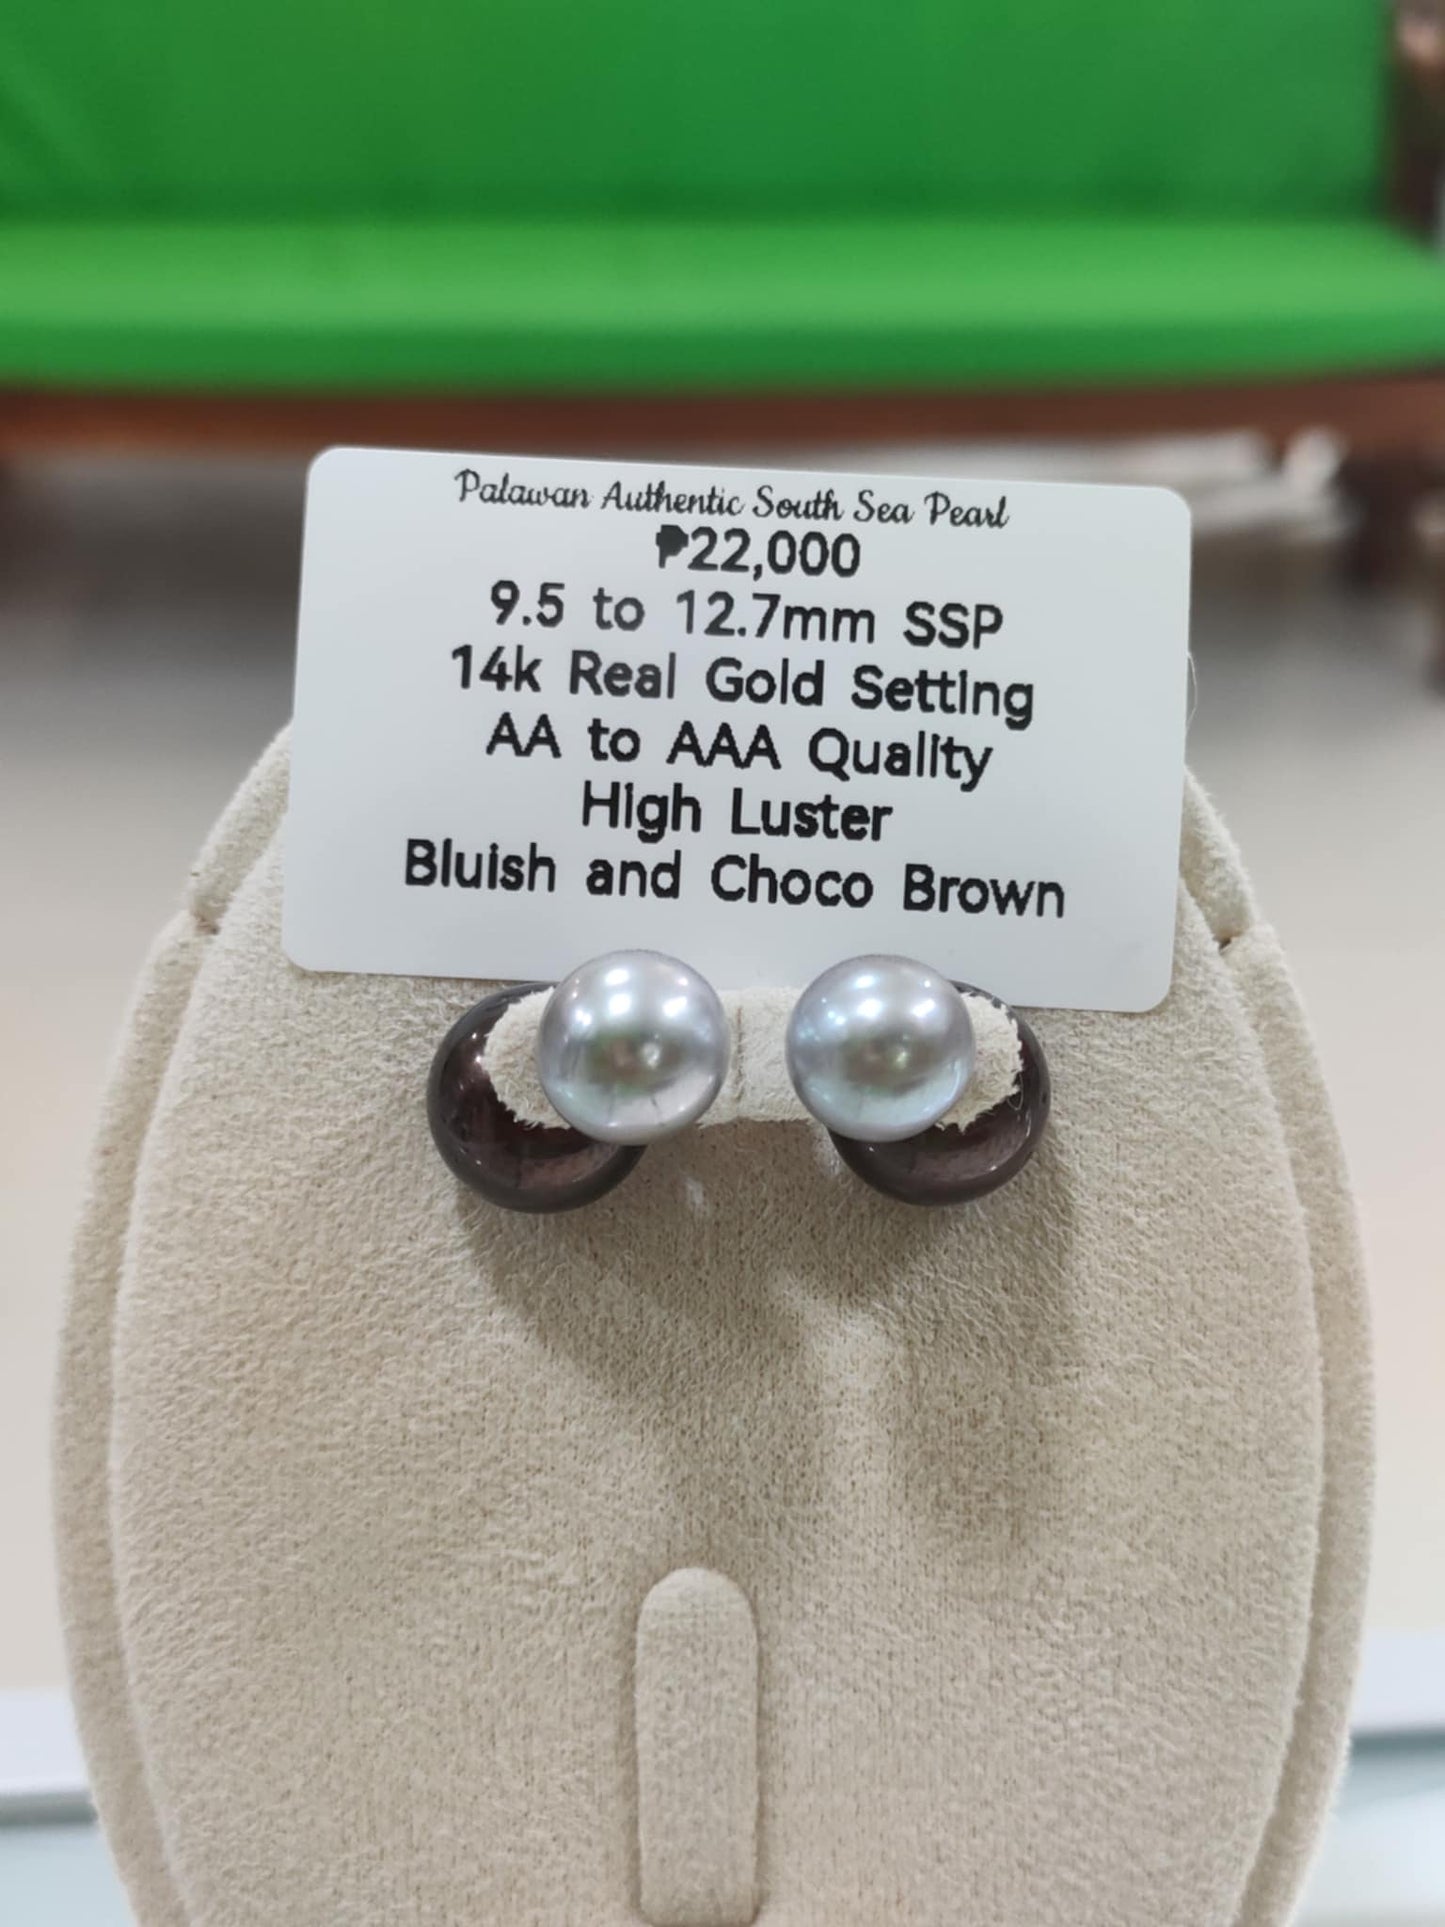 Palawan Authentic South Sea Pearl
₱22,000
9.5 to 12.7mm SSP
14k Real Gold Setting
AA to AAA Quality
High Luster
Bluish and Choco Brown